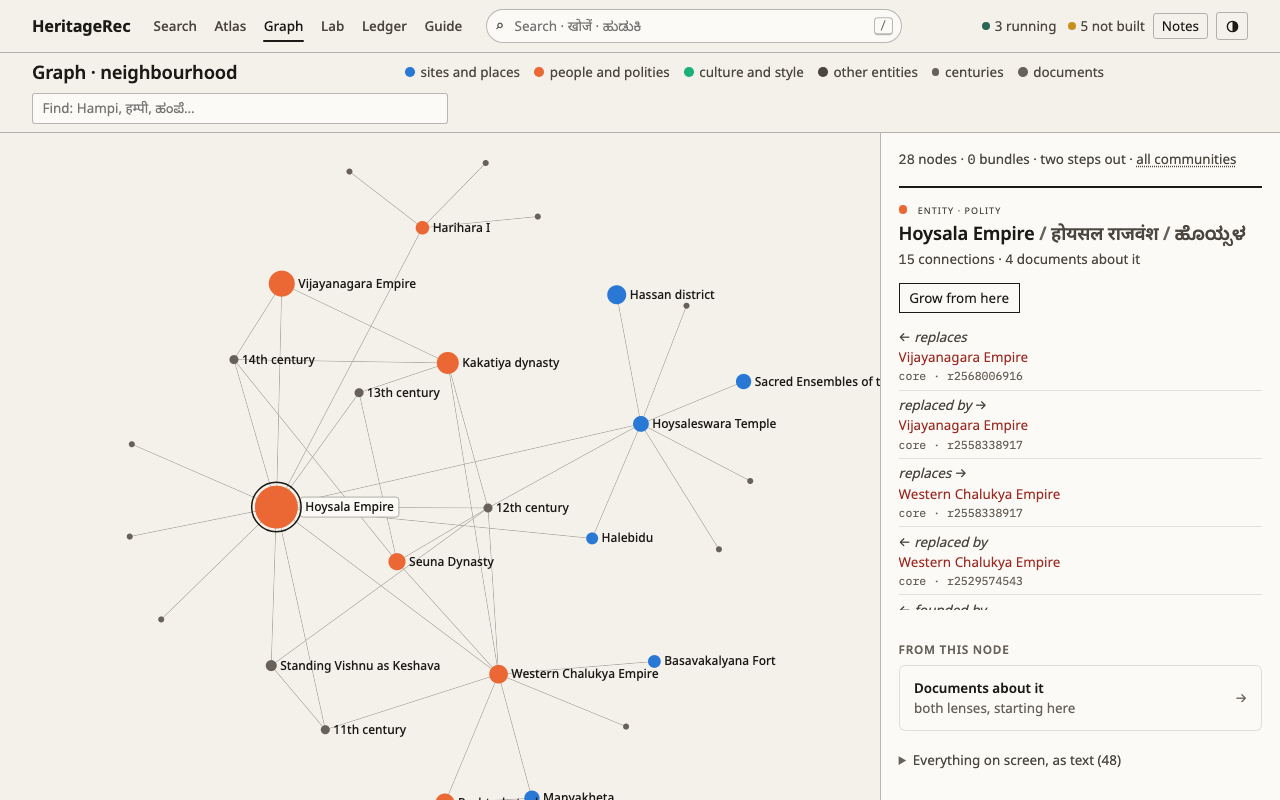 HeritageRec Search Atlas Graph Lab Ledger Guide
Search · खोजें · ಹುಡುಕಿ /
3 running 5 not built Notes
Graph · neighbourhood
sites and places people and polities culture and style other entities centuries documents
Find: Hampi, हम्पी, ಹಂಪೆ...
Harihara I
Vijayanagara Empire
Hassan district
14th century
Kakatiya dynasty
13th century
Sacred Ensembles of t
Hoysaleswara Temple
Hoysala Empire
12th century
Halebidu
Seuna Dynasty
Standing Vishnu as Keshava
Basavakalyana Fort
Western Chalukya Empire
11th century
Manyakheta
28 nodes · 0 bundles · two steps out · all communities
ENTITY · POLITY
Hoysala Empire / होयसल राजवंश / ಹೊಯ್ಸಳ
15 connections · 4 documents about it
Grow from here
← replaces
Vijayanagara Empire
core · r2568006916
replaced by →
Vijayanagara Empire
core · r2558338917
replaces →
Western Chalukya Empire
core · r2558338917
← replaced by
Western Chalukya Empire
core · r2529574543
← founded by
FROM THIS NODE
Documents about it
both lenses, starting here
→
▶ Everything on screen, as text (48)